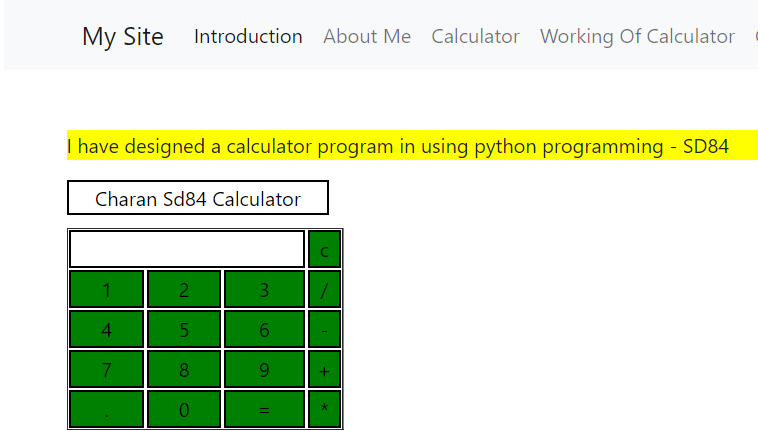 My Site Introduction About Me Calculator Working Of Calculator
I have designed a calculator program in using python programming - SD84
Charan Sd84 Calculator
c
1 2 3 /
4 5 6 -
7 8 9 +
. 0 = *